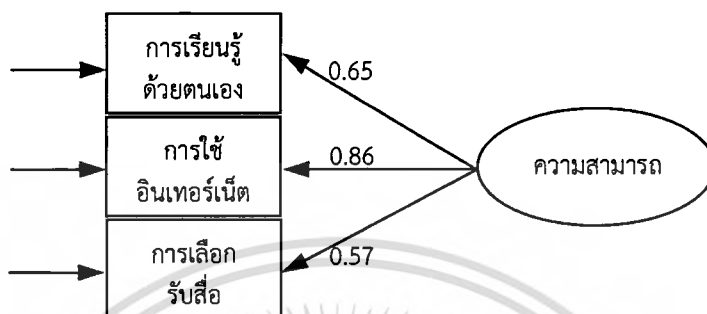 การเรียนรู้
ด้วยตนเอง
0.65
การใช้
อินเทอร์เน็ต
0.86
ความสามารถ
การเลือก
รับสื่อ
0.57